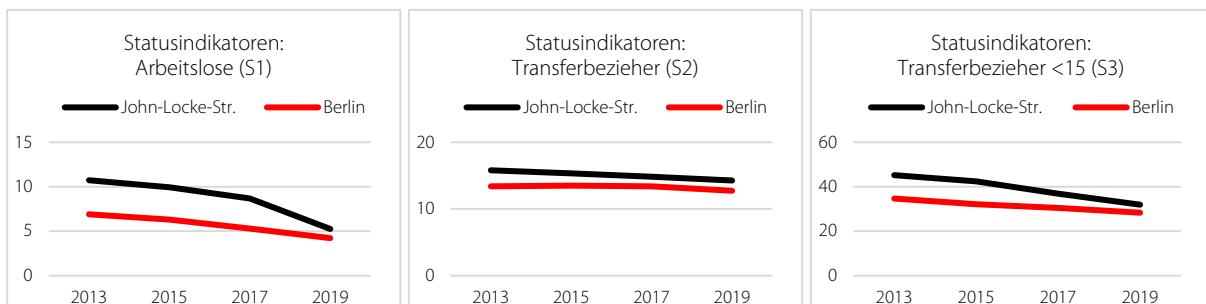 Statusindikatoren:
Arbeitslose (S1)
John-Locke-Str. Berlin
15
10
5
0
2013 2015 2017 2019
Statusindikatoren:
Transferbezieher (S2)
John-Locke-Str. Berlin
20
10
0
2013 2015 2017 2019
Statusindikatoren:
Transferbezieher <15 (S3)
John-Locke-Str. Berlin
60
40
20
0
2013 2015 2017 2019